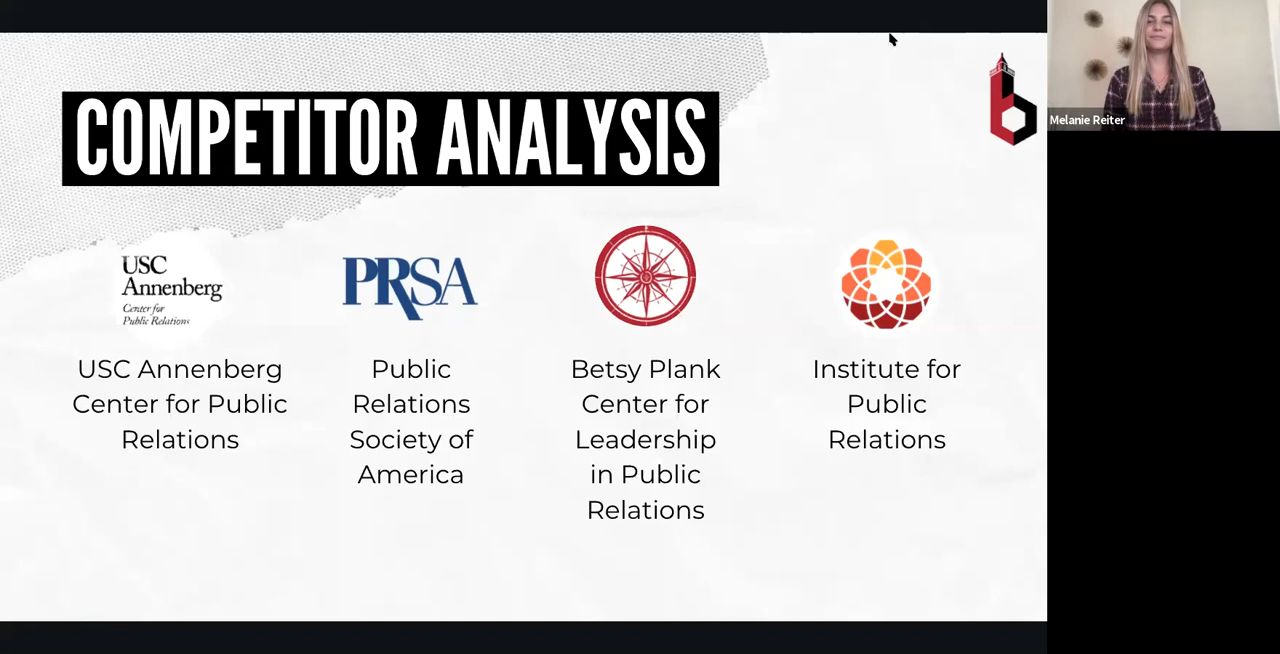 COMPETITOR ANALYSIS
Melanie Reiter
USC
Annenberg
Center for
Public Relations
PRSA
USC Annenberg
Center for Public
Relations
Public
Relations
Society of
America
Betsy Plank
Center for
Leadership
in Public
Relations
Institute for
Public
Relations